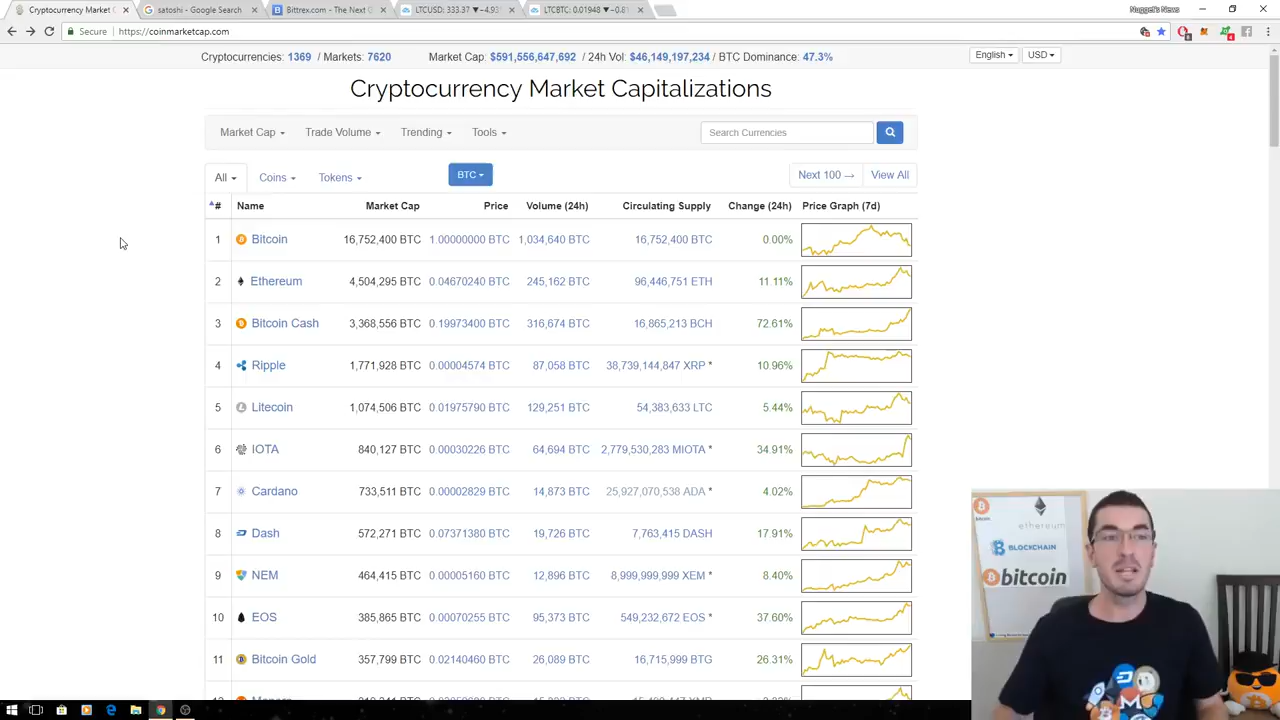 Cryptocurrency Market Ca
satoshi - Google Search
Bittrex.com - The Next G
LTCUSD: 333.37 ▼ -4.93
LTCBTC: 0.01948 ▼ -0.8
Nugget's News
Secure
https://coinmarketcap.com
Cryptocurrencies: 1369 / Markets: 7620
Market Cap: $591,556,647,692 / 24h Vol: $46,149,197,234 / BTC Dominance: 47.3%
English
USD
Cryptocurrency Market Capitalizations
Market Cap
Trade Volume
Trending
Tools
Search Currencies
All
Coins
Tokens
BTC
Next 100 →
View All
# Name Market Cap Price Volume (24h) Circulating Supply Change (24h) Price Graph (7d)
1 Bitcoin 16,752,400 BTC 1.00000000 BTC 1,034,640 BTC 16,752,400 BTC 0.00%
2 Ethereum 4,504,295 BTC 0.04670240 BTC 245,162 BTC 96,446,751 ETH 11.11%
3 Bitcoin Cash 3,368,556 BTC 0.19973400 BTC 316,674 BTC 16,865,213 BCH 72.61%
4 Ripple 1,771,928 BTC 0.00004574 BTC 87,058 BTC 38,739,144,847 XRP * 10.96%
5 Litecoin 1,074,506 BTC 0.01975790 BTC 129,251 BTC 54,383,633 LTC 5.44%
6 IOTA 840,127 BTC 0.00030226 BTC 64,694 BTC 2,779,530,283 MIOTA * 34.91%
7 Cardano 733,511 BTC 0.00002829 BTC 14,873 BTC 25,927,070,538 ADA * 4.02%
8 Dash 572,271 BTC 0.07371380 BTC 19,726 BTC 7,763,415 DASH 17.91%
9 NEM 464,415 BTC 0.00005160 BTC 12,896 BTC 8,999,999,999 XEM * 8.40%
10 EOS 385,865 BTC 0.00070255 BTC 95,373 BTC 549,232,672 EOS * 37.60%
11 Bitcoin Gold 357,799 BTC 0.02140460 BTC 26,089 BTC 16,715,999 BTG 26.31%
bitcoin
ethereum
BLOCKCHAIN
bitcoin